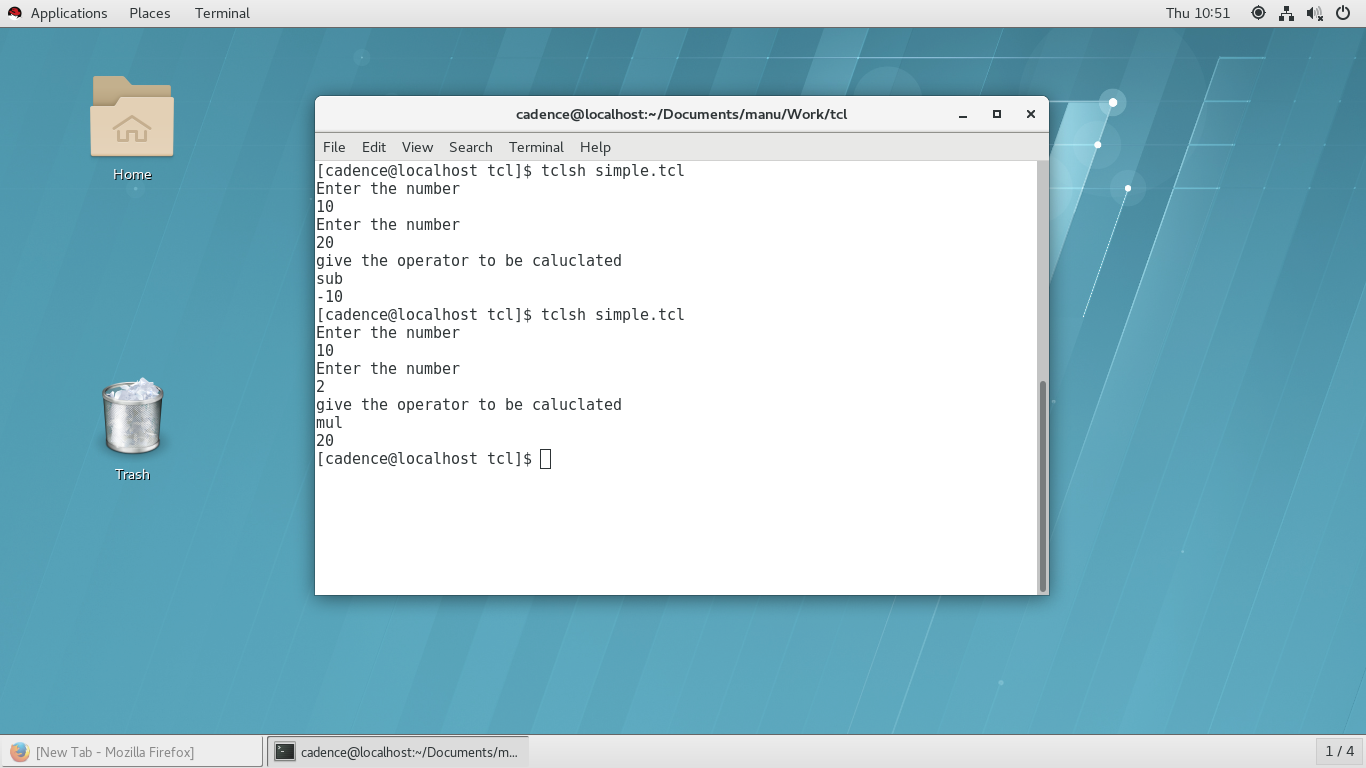 Applications Places Terminal Thu 10:51
Home
Trash
cadence@localhost:~/Documents/manu/Work/tcl
File Edit View Search Terminal Help
[cadence@localhost tcl]$ tclsh simple.tcl
Enter the number
10
Enter the number
20
give the operator to be caluclated
sub
-10
[cadence@localhost tcl]$ tclsh simple.tcl
Enter the number
10
Enter the number
2
give the operator to be caluclated
mul
20
[cadence@localhost tcl]$
[New Tab - Mozilla Firefox] cadence@localhost:~/Documents/m... 1 / 4